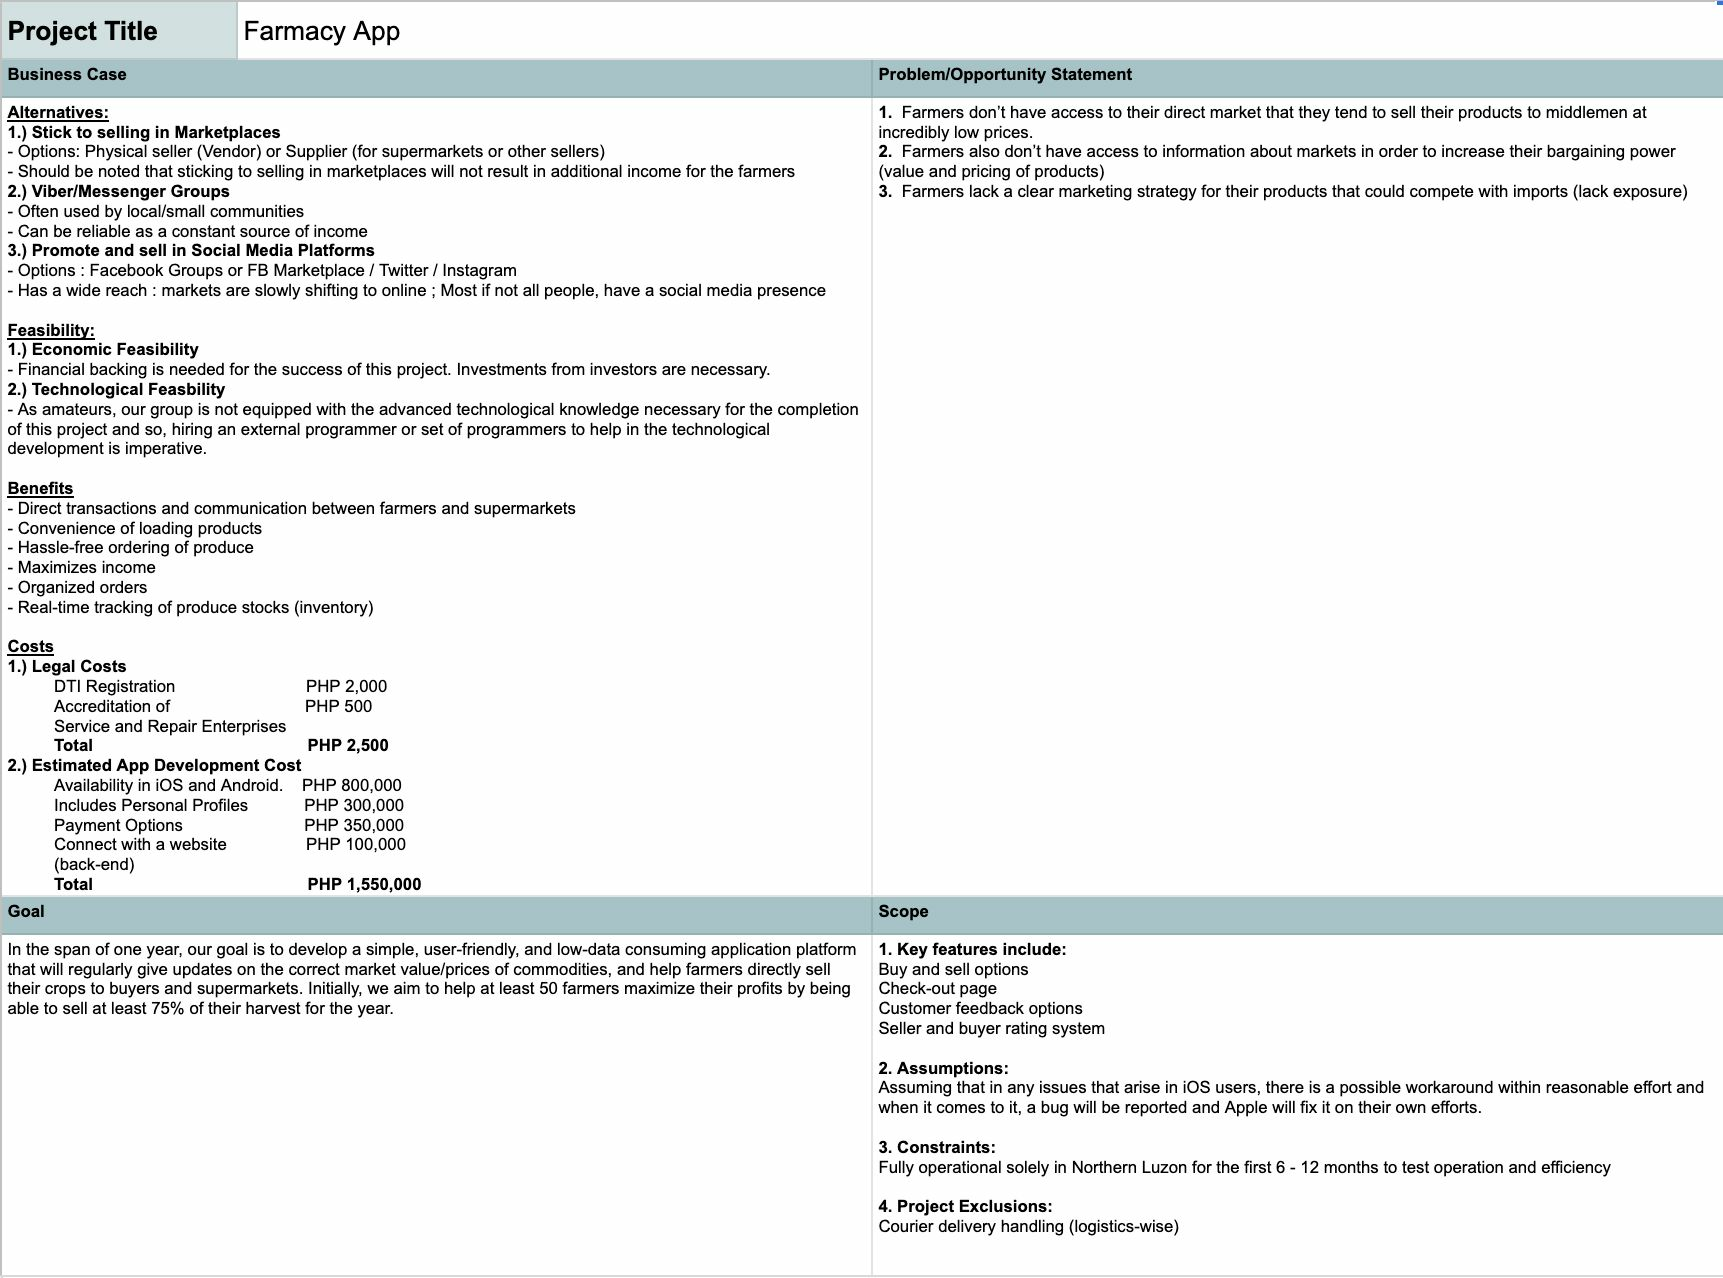 Project Title
Farmacy App
Business Case
Alternatives:
1.) Stick to selling in Marketplaces
- Options: Physical seller (Vendor) or Supplier (for supermarkets or other sellers)
- Should be noted that sticking to selling in marketplaces will not result in additional income for the farmers
2.) Viber/Messenger Groups
- Often used by local/small communities
- Can be reliable as a constant source of income
3.) Promote and sell in Social Media Platforms
- Options : Facebook Groups or FB Marketplace / Twitter / Instagram
- Has a wide reach : markets are slowly shifting to online ; Most if not all people, have a social media presence
Feasibility:
1.) Economic Feasibility
- Financial backing is needed for the success of this project. Investments from investors are necessary.
2.) Technological Feasbility
- As amateurs, our group is not equipped with the advanced technological knowledge necessary for the completion
of this project and so, hiring an external programmer or set of programmers to help in the technological
development is imperative.
Benefits
- Direct transactions and communication between farmers and supermarkets
- Convenience of loading products
- Hassle-free ordering of produce
- Maximizes income
- Organized orders
- Real-time tracking of produce stocks (inventory)
Costs
1.) Legal Costs
DTI Registration PHP 2,000
Accreditation of PHP 500
Service and Repair Enterprises
Total PHP 2,500
2.) Estimated App Development Cost
Availability in iOS and Android. PHP 800,000
Includes Personal Profiles PHP 300,000
Payment Options PHP 350,000
Connect with a website PHP 100,000
(back-end)
Total PHP 1,550,000
Problem/Opportunity Statement
1. Farmers don’t have access to their direct market that they tend to sell their products to middlemen at
incredibly low prices.
2. Farmers also don’t have access to information about markets in order to increase their bargaining power
(value and pricing of products)
3. Farmers lack a clear marketing strategy for their products that could compete with imports (lack exposure)
Goal
In the span of one year, our goal is to develop a simple, user-friendly, and low-data consuming application platform
that will regularly give updates on the correct market value/prices of commodities, and help farmers directly sell
their crops to buyers and supermarkets. Initially, we aim to help at least 50 farmers maximize their profits by being
able to sell at least 75% of their harvest for the year.
Scope
1. Key features include:
Buy and sell options
Check-out page
Customer feedback options
Seller and buyer rating system
2. Assumptions:
Assuming that in any issues that arise in iOS users, there is a possible workaround within reasonable effort and
when it comes to it, a bug will be reported and Apple will fix it on their own efforts.
3. Constraints:
Fully operational solely in Northern Luzon for the first 6 - 12 months to test operation and efficiency
4. Project Exclusions:
Courier delivery handling (logistics-wise)